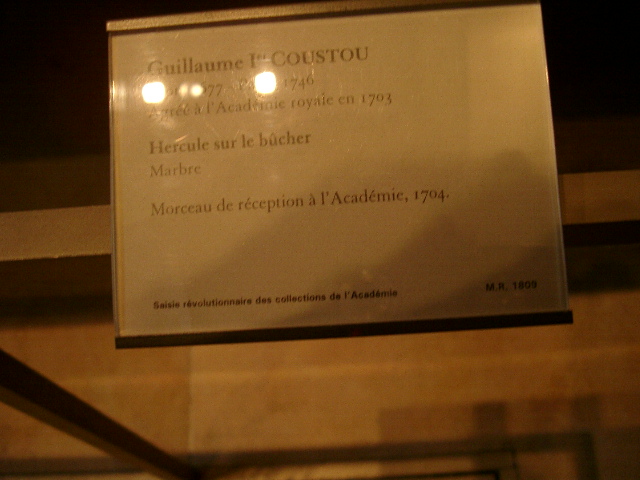 Guillaume Ier COUSTOU
1746
Agréé à l'Académie royale en 1703
Hercule sur le bûcher
Marbre
Morceau de réception à l'Académie, 1704.
Saisie révolutionnaire des collections de l'Académie
M.R. 1809